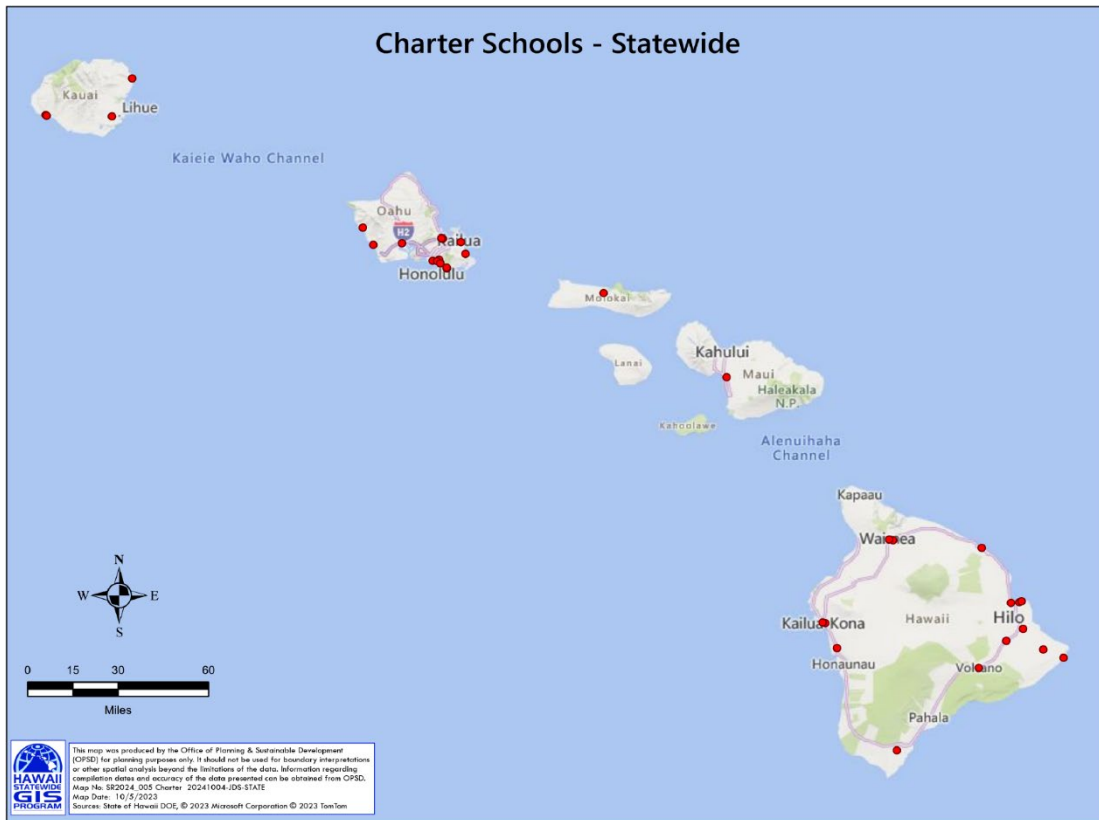 Charter Schools - Statewide
Kauai
Lihue
Kaieie Waho Channel
Oahu
H2
Kailua
Honolulu
Molokai
Lanai
Kahului
Maui
Haleakala
N.P.
Kahoolawe
Alenuihaha
Channel
Kapaau
Waimea
Hilo
Hawaii
Kailua-Kona
Honaunau
Volcano
Pahala
N
W E
S
0 15 30 60
Miles
HAWAII
STATEWIDE
GIS
PROGRAM
This map was produced by the Office of Planning & Sustainable Development
(OPSD) for planning purposes only. It should not be used for boundary interpretations
or other spatial analysis beyond the limitations of the data. Information regarding
compilation dates and accuracy of the data presented can be obtained from OPSD.
Map No: SR2024_005 Charter 20241004-JDS-STATE
Map Date: 10/5/2023
Sources: State of Hawaii DOE, © 2023 Microsoft Corporation © 2023 TomTom